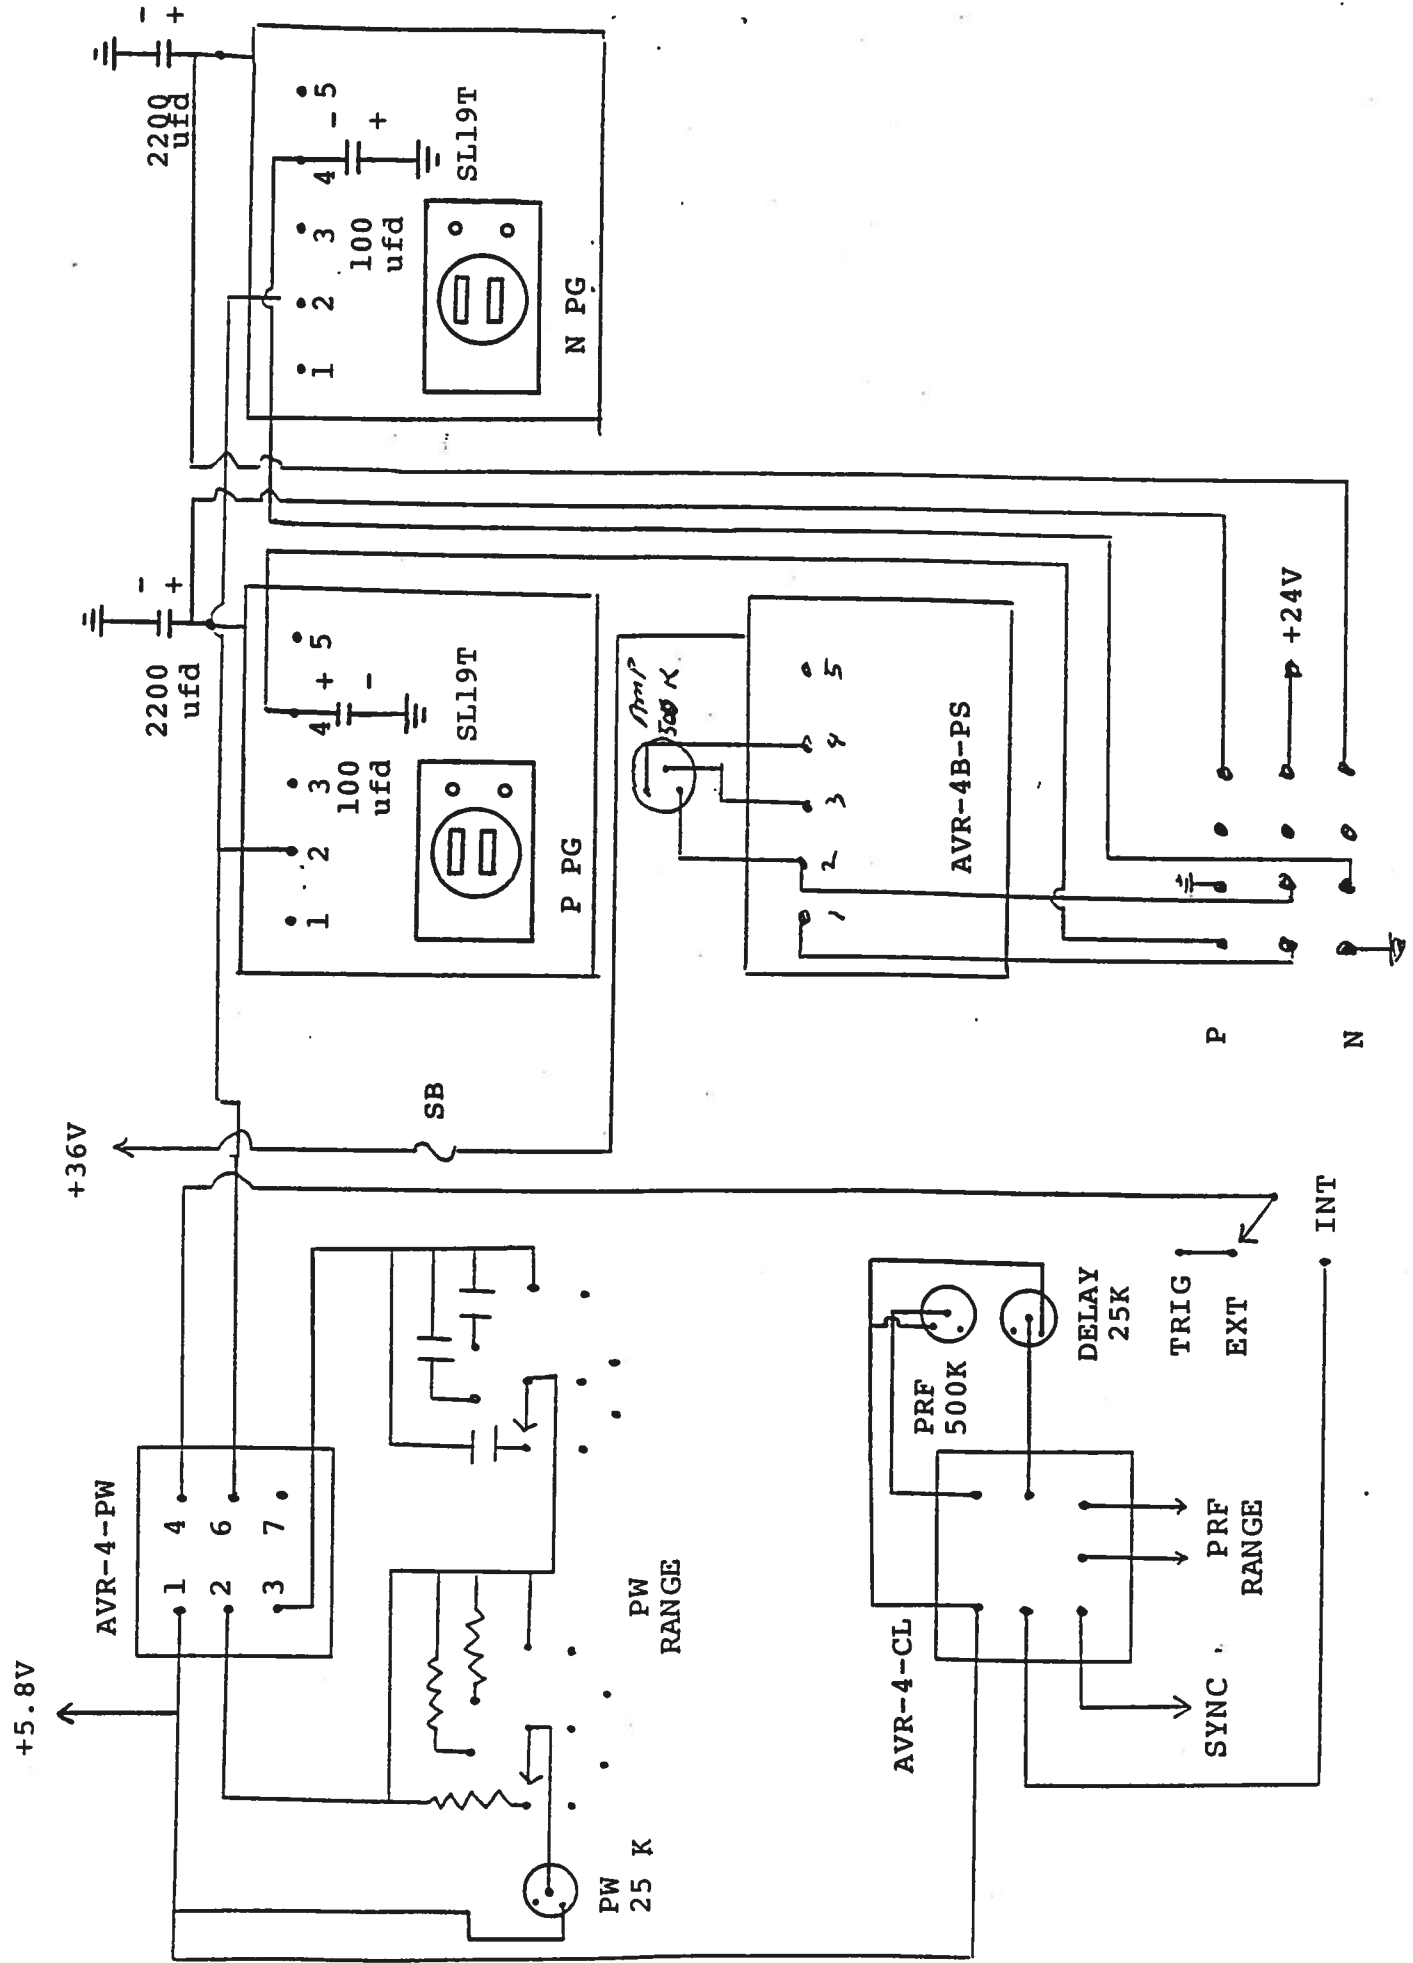 +5.8V
AVR-4-PW
1 4
2 6
3 7
+36V
SB
PW
25 K
PW
RANGE
AVR-4-CL
PRF
500K
DELAY
25K
SYNC
PRF
RANGE
TRIG
EXT
INT
2200
ufd
- +
1 2 3 4 5
+ -
100
ufd
SL19T
P PG
2200
ufd
- +
1 2 3 4 5
- +
100
ufd
SL19T
N PG
AMP
500 K
1 2 3 4 5
AVR-4B-PS
P
N
+24V